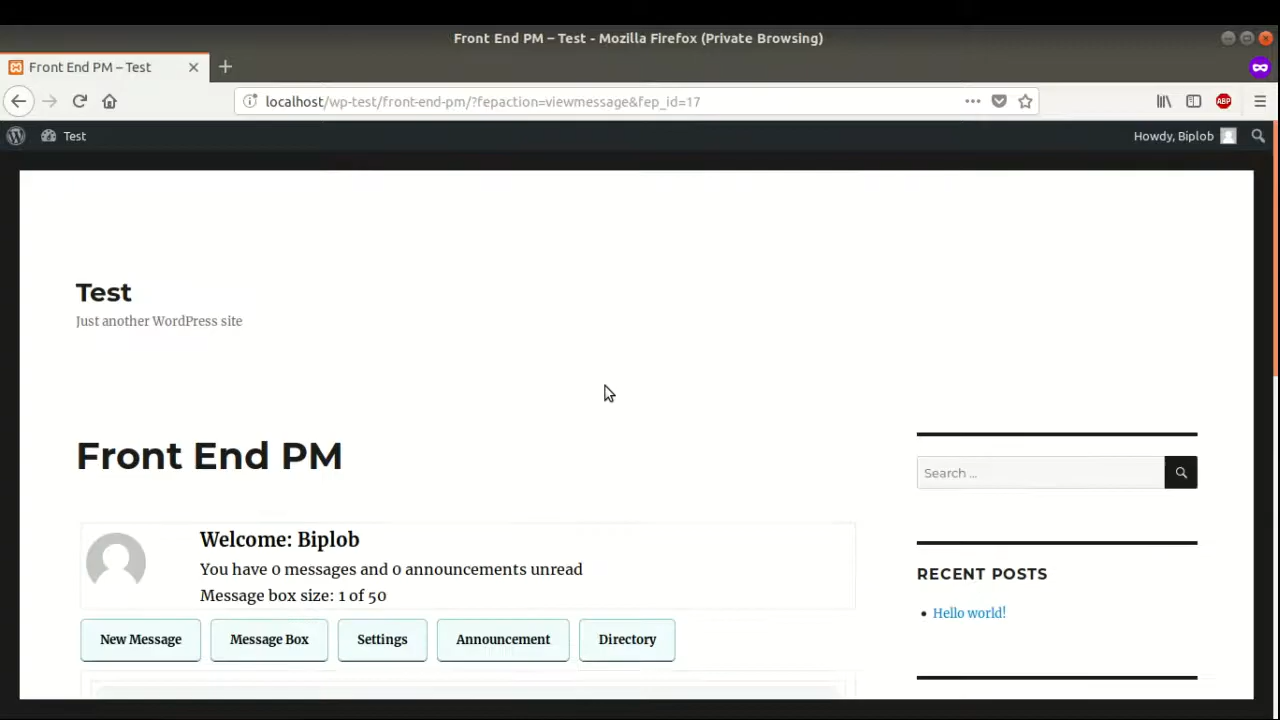 Front End PM – Test - Mozilla Firefox (Private Browsing)
Front End PM – Test
localhost/wp-test/front-end-pm/?fepaction=viewmessage&fep_id=17
ABP
Test
Howdy, Biplob
Test
Just another WordPress site
Front End PM
Search ...
Welcome: Biplob
You have 0 messages and 0 announcements unread
Message box size: 1 of 50
RECENT POSTS
Hello world!
New Message
Message Box
Settings
Announcement
Directory